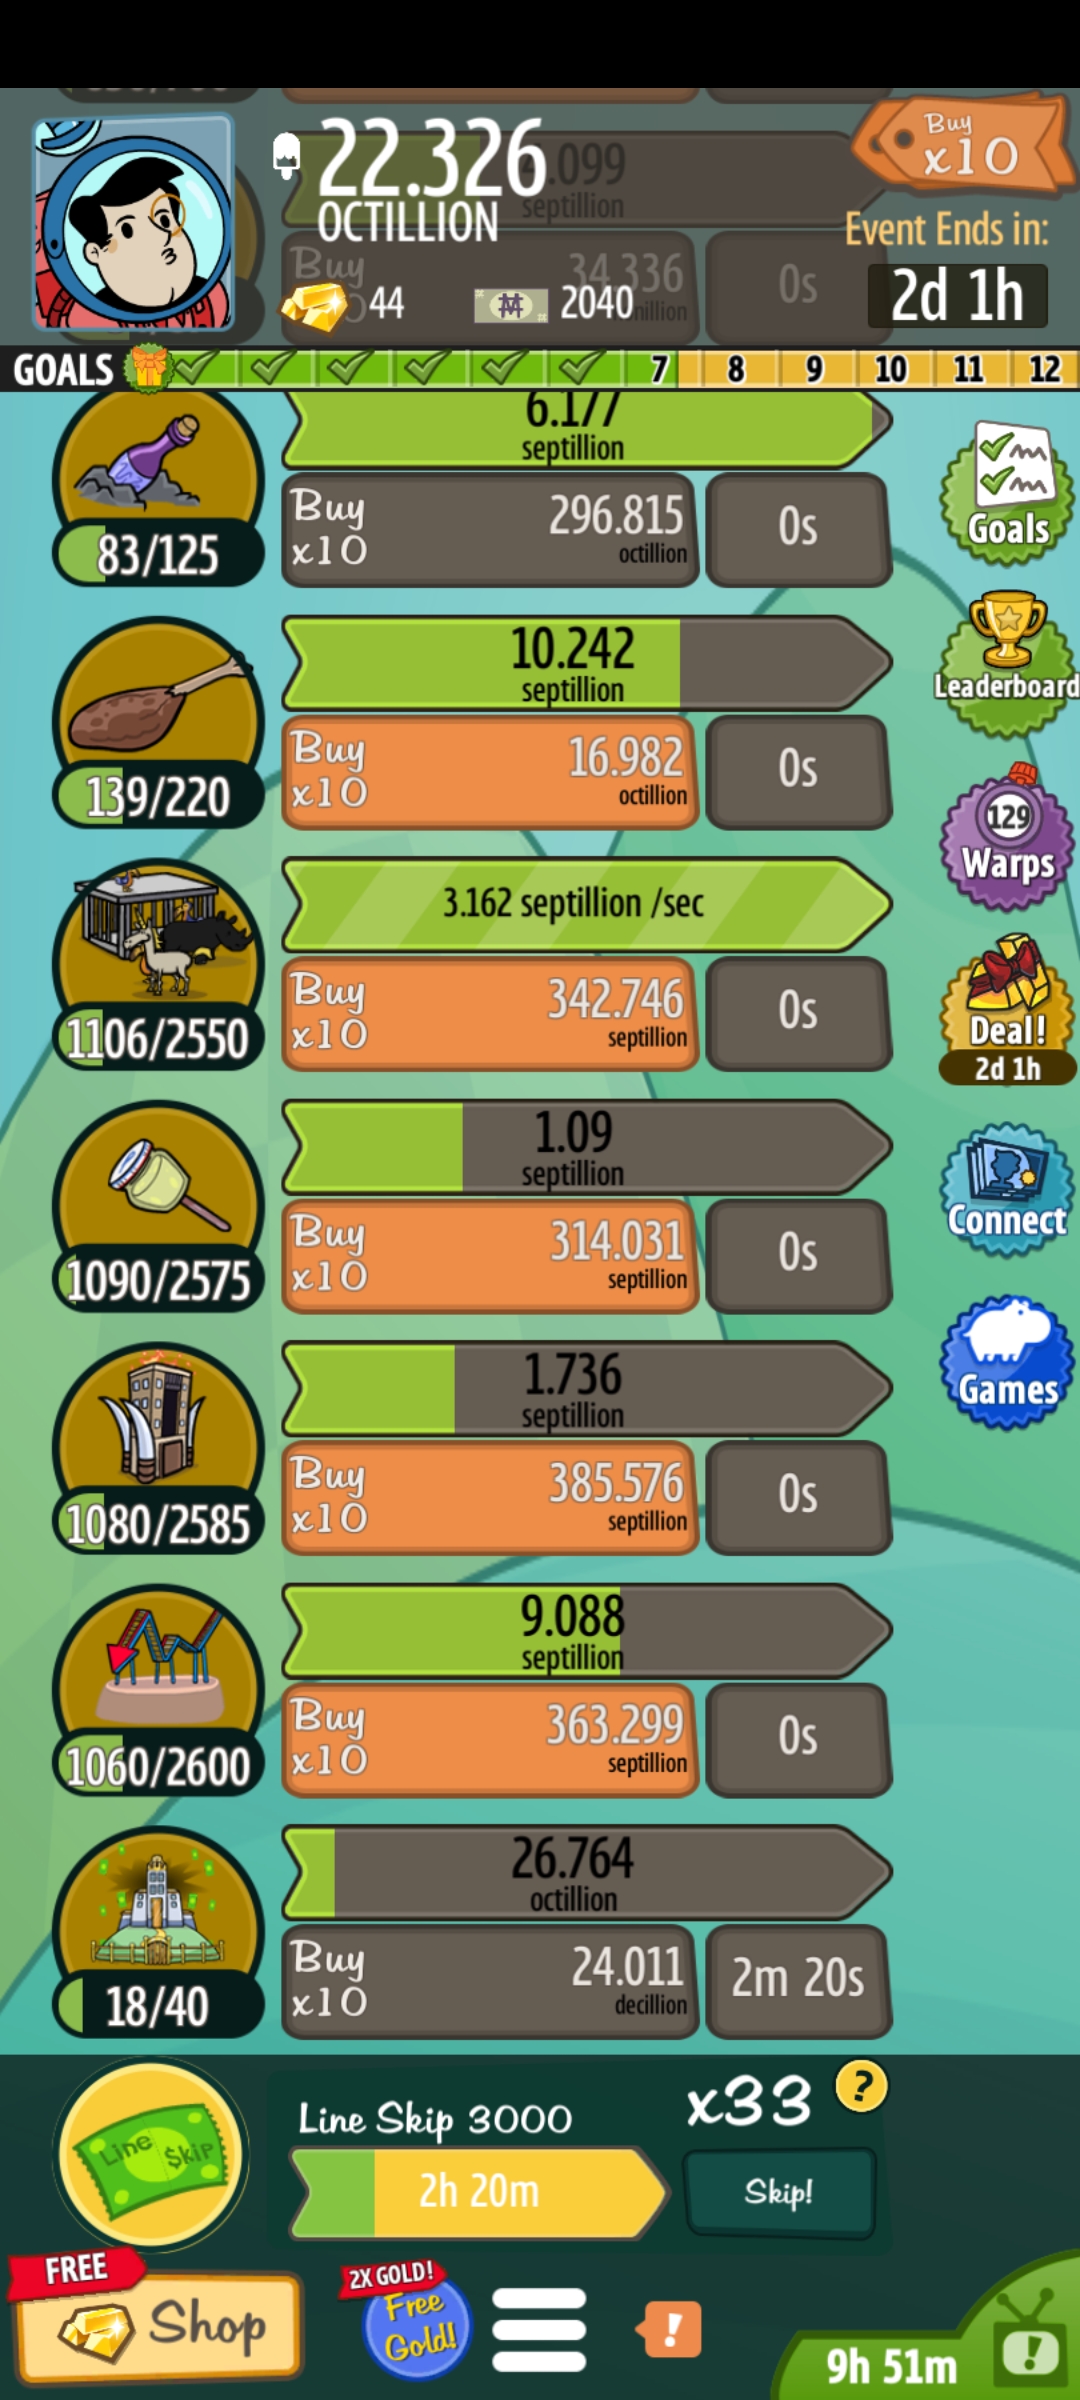 22.326
OCTILLION
Buy
x10
.099
septillion
Buy
34.336
0s
Event Ends in:
2d 1h
44
2040
GOALS 7 8 9 10 11 12
6.177
septillion
83/125
Buy
x10
296.815
octillion
0s
Goals
10.242
septillion
139/220
Buy
x10
16.982
octillion
0s
Leaderboard
3.162 septillion /sec
1106/2550
Buy
x10
342.746
septillion
0s
129
Warps
Deal!
2d 1h
1.09
septillion
1090/2575
Buy
x10
314.031
septillion
0s
Connect
1.736
septillion
1080/2585
Buy
x10
385.576
septillion
0s
Games
9.088
septillion
1060/2600
Buy
x10
363.299
septillion
0s
26.764
octillion
18/40
Buy
x10
24.011
decillion
2m 20s
Line $kip
Line Skip 3000
x33
?
2h 20m
Skip!
FREE
Shop
2X GOLD!
Free
Gold!
!
9h 51m
!